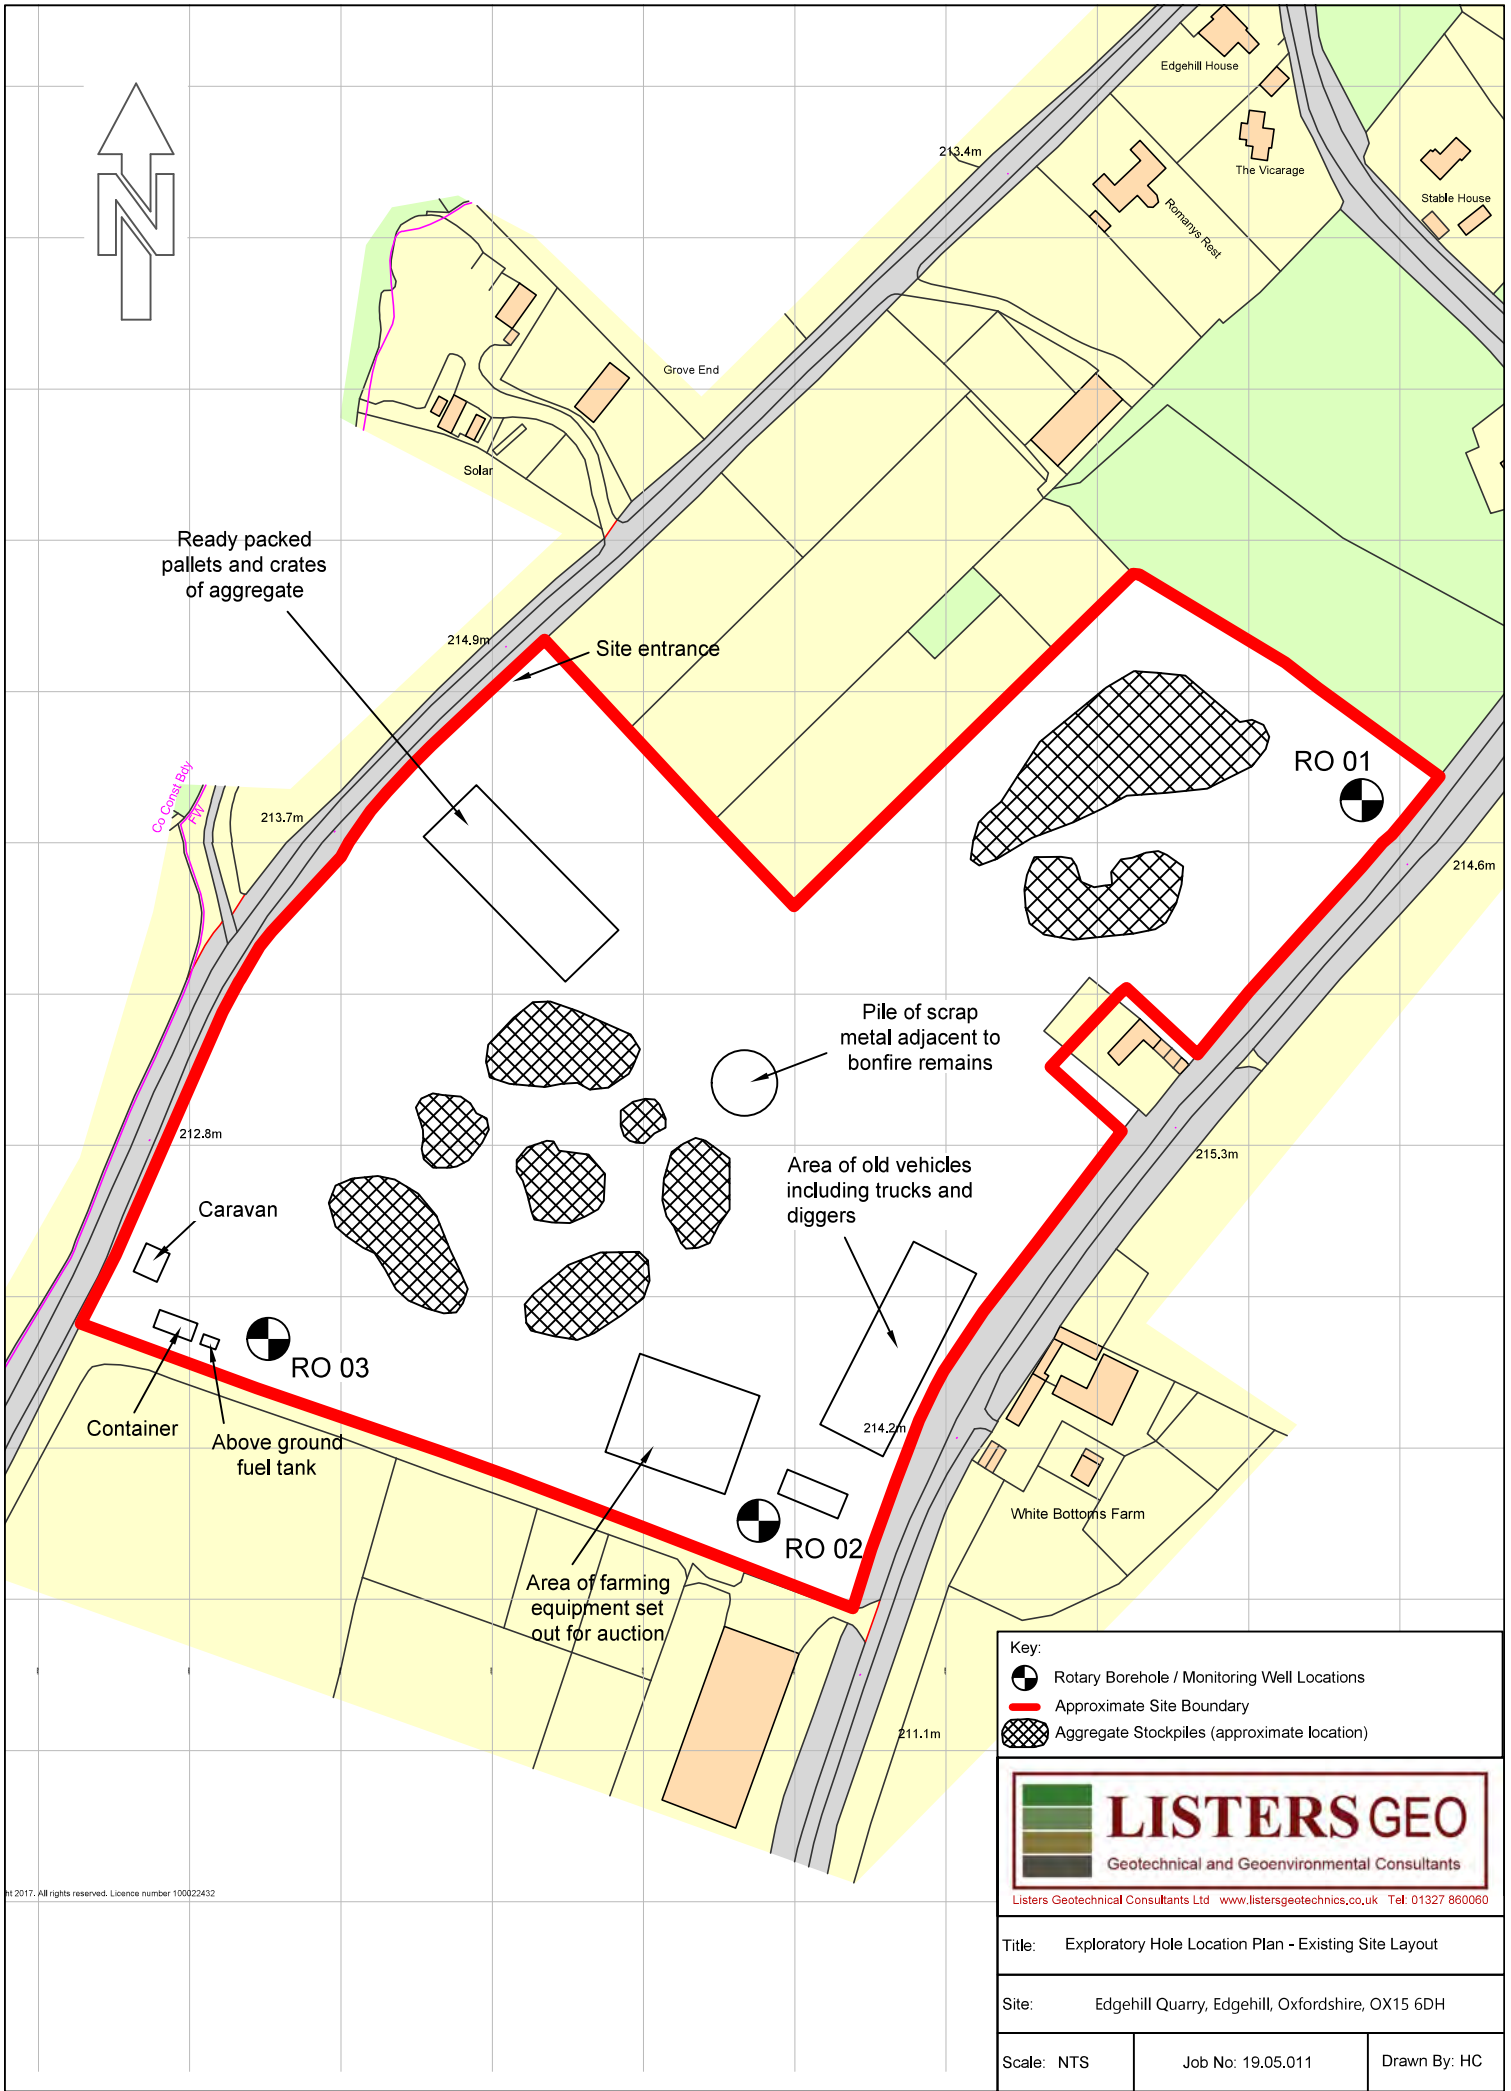 N
Edgehill House
213.4m
The Vicarage
Stable House
Romanys Rest
Grove End
Solar
Ready packed
pallets and crates
of aggregate
214.9m
Site entrance
RO 01
Co Const Bdy
FW
213.7m
214.6m
Pile of scrap
metal adjacent to
bonfire remains
212.8m
215.3m
Area of old vehicles
including trucks and
diggers
Caravan
RO 03
Container
Above ground
fuel tank
214.2m
White Bottoms Farm
RO 02
Area of farming
equipment set
out for auction
211.1m
Key:
Rotary Borehole / Monitoring Well Locations
Approximate Site Boundary
Aggregate Stockpiles (approximate location)
LISTERS GEO
Geotechnical and Geoenvironmental Consultants
Listers Geotechnical Consultants Ltd www.listersgeotechnics.co.uk Tel: 01327 860060
ht 2017. All rights reserved. Licence number 100022432
Title: Exploratory Hole Location Plan - Existing Site Layout
Site: Edgehill Quarry, Edgehill, Oxfordshire, OX15 6DH
Scale: NTS Job No: 19.05.011 Drawn By: HC